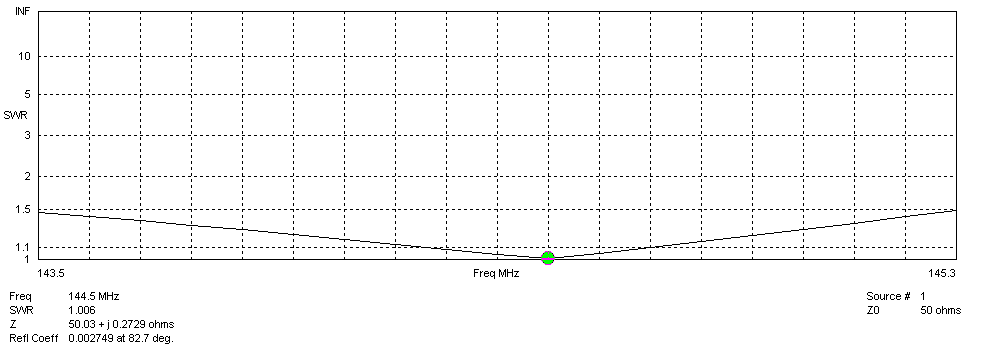 INF
10
5
SWR
3
2
1.5
1.1
1
143.5 Freq MHz 145.3
Freq 144.5 MHz Source # 1
SWR 1.006 Z0 50 ohms
Z 50.03 + j 0.2729 ohms
Refl Coeff 0.002749 at 82.7 deg.